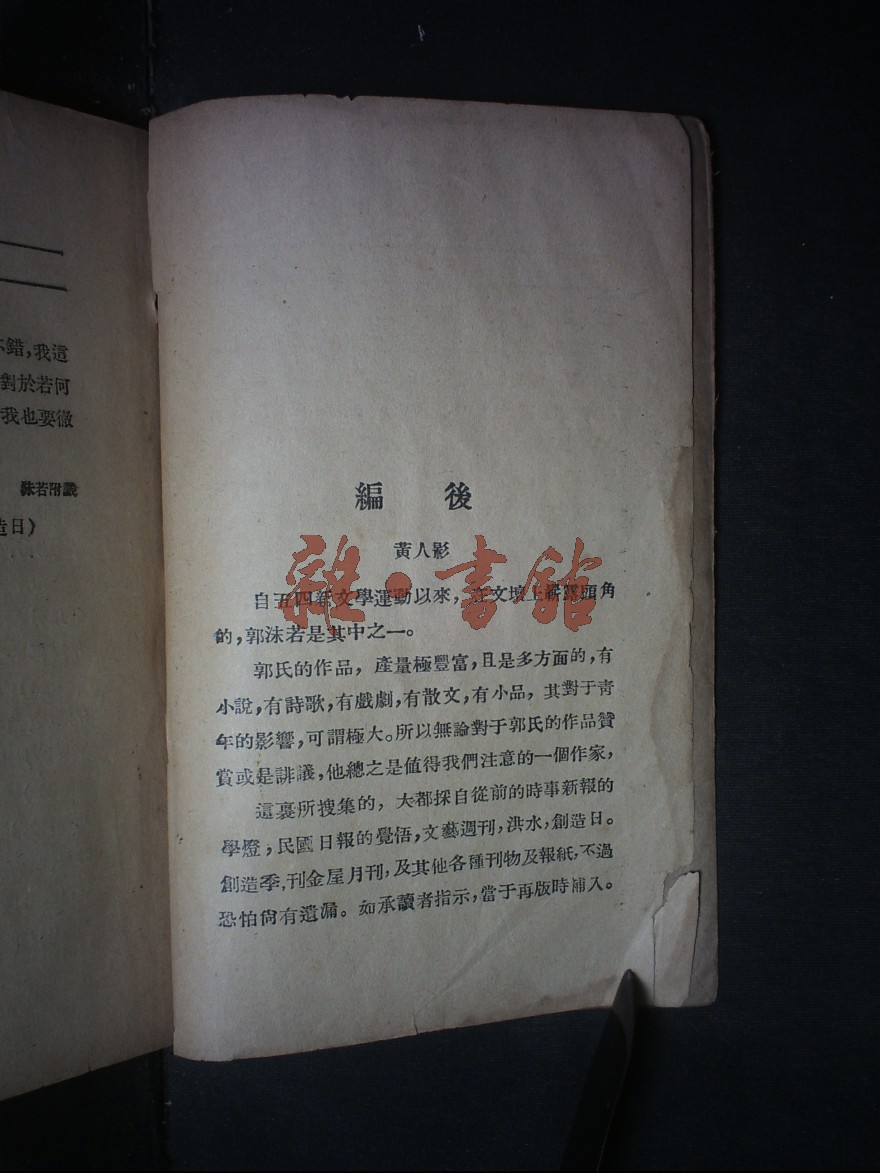 不錯，我這
對於若何
我也要徹
沫若附識
造日）
編後
黃人影
自五四新文學運動以來，在文壇上嶄露頭角
的，郭沫若是其中之一。
郭氏的作品，產量極豐富，且是多方面的，有
小說，有詩歌，有戲劇，有散文，有小品，其對于靑
年的影響，可謂極大。所以無論對于郭氏的作品贊
賞或是誹議，他總之是値得我們注意的一個作家，
這裏所搜集的，大都採自從前的時事新報的
學燈；民國日報的覺悟，文藝週刊，洪水，創造日。
創造季，刊金屋月刊，及其他各種刊物及報紙，不過
恐怕尙有遺漏。如承讀者指示，當于再版時補入。
雜·書館